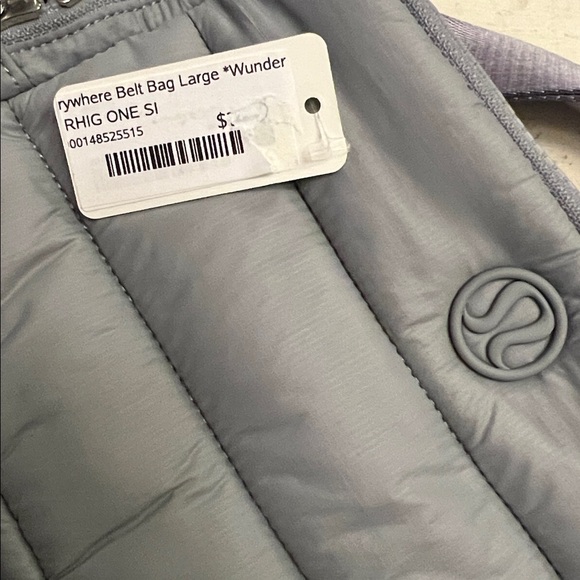 rywhere Belt Bag Large *Wunder
RHIG ONE SI
00148525515
$